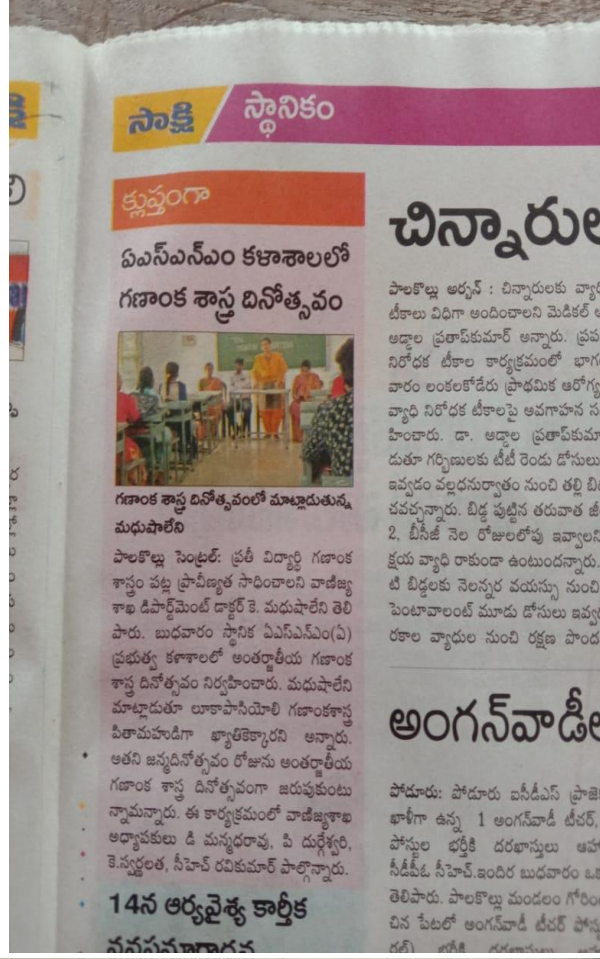 సాక్షి
స్థానికం
క్లుప్తంగా
ఏఎస్ఎన్ఎం కళాశాలలో
గణాంక శాస్త్ర దినోత్సవం
గణాంక శాస్త్ర దినోత్సవంలో మాట్లాడుతున్న
మధుషాలేని
పాలకొల్లు సెంట్రల్: ప్రతీ విద్యార్థి గణాంక
శాస్త్రం పట్ల ప్రావీణ్యత సాధించాలని వాణిజ్య
శాఖ డిపార్ట్‌మెంట్ డాక్టర్ కె. మధుషాలేని తెలి
పారు. బుధవారం స్థానిక ఏఎస్ఎన్ఎం(ఏ)
ప్రభుత్వ కళాశాలలో అంతర్జాతీయ గణాంక
శాస్త్ర దినోత్సవం నిర్వహించారు. మధుషాలేని
మాట్లాడుతూ లూకాపాసియోలి గణాంకశాస్త్ర
పితామహుడిగా ఖ్యాతికెక్కారని అన్నారు.
అతని జన్మదినోత్సవం రోజును అంతర్జాతీయ
గణాంక శాస్త్ర దినోత్సవంగా జరుపుకుంటు
న్నామన్నారు. ఈ కార్యక్రమంలో వాణిజ్యశాఖ
అధ్యాపకులు డి మన్మధరావు, పి దుర్గేశ్వరి,
కె.స్వర్ణలత, సీహెచ్ రవికుమార్ పాల్గొన్నారు.
14న ఆర్యవైశ్య కార్తీక
చిన్నారుల
పాలకొల్లు అర్బన్ : చిన్నారులకు వ్యాధి
టీకాలు విధిగా అందించాలని మెడికల్
అడ్డాల ప్రతాప్‌కుమార్ అన్నారు. ప్రప
నిరోధక టీకాల కార్యక్రమంలో భాగ
వారం లంకలకోడేరు ప్రాథమిక ఆరోగ్య
వ్యాధి నిరోధక టీకాలపై అవగాహన స
హించారు. డా. అడ్డాల ప్రతాప్‌కుమా
డుతూ గర్భిణులకు టీటీ రెండు డోసులు
ఇవ్వడం వల్లధనుర్వాతం నుంచి తల్లి బి
చవచ్చన్నారు. బిడ్డ పుట్టిన తరువాత జీ
2, బీసీజీ నెల రోజులలోపు ఇవ్వాలని
క్షయ వ్యాధి రాకుండా ఉంటుందన్నారు.
టి బిడ్డలకు నెలన్నర వయస్సు నుంచి
పెంటావాలంట్ మూడు డోసులు ఇవ్వ
రకాల వ్యాధుల నుంచి రక్షణ పొంద
అంగన్‌వాడీల
పోడూరు: పోడూరు ఐసీడీఎస్ ప్రాజె
ఖాళీగా ఉన్న 1 అంగన్‌వాడీ టీచర్,
పోస్టుల భర్తీకి దరఖాస్తులు ఆహ్వా
సీడీపీఓ సీహెచ్.ఇందిర బుధవారం ఒక
తెలిపారు. పాలకొల్లు మండలం గోరిం
చిన పేటలో అంగన్‌వాడీ టీచర్ పోస్టు